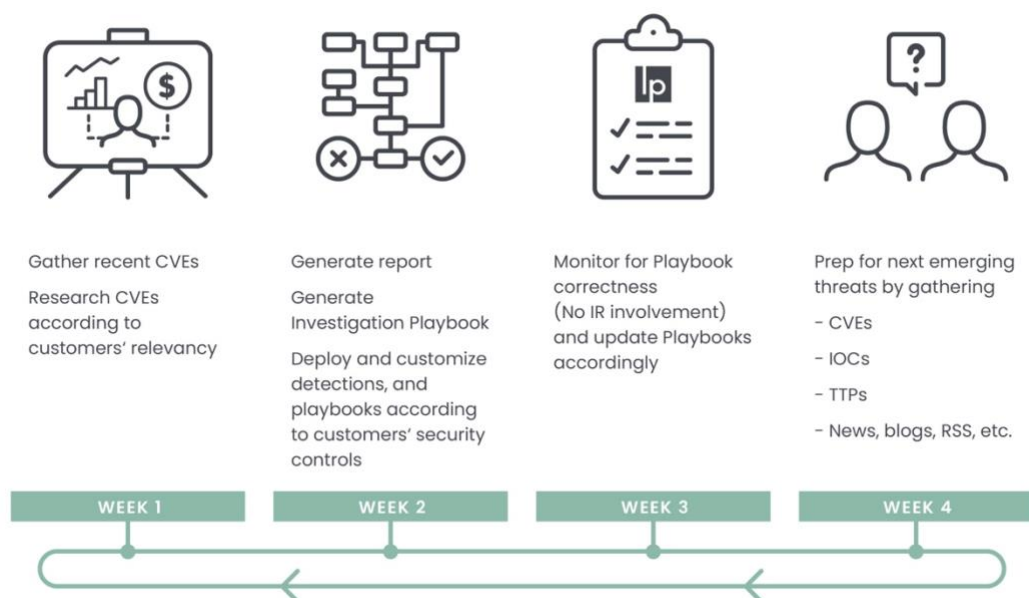 $
?
lp
Gather recent CVEs
Research CVEs
according to
customers‘ relevancy
Generate report
Generate
Investigation Playbook
Deploy and customize
detections, and
playbooks according
to customers‘ security
controls
Monitor for Playbook
correctness
(No IR involvement)
and update Playbooks
accordingly
Prep for next emerging
threats by gathering
- CVEs
- IOCs
- TTPs
- News, blogs, RSS, etc.
WEEK 1
WEEK 2
WEEK 3
WEEK 4